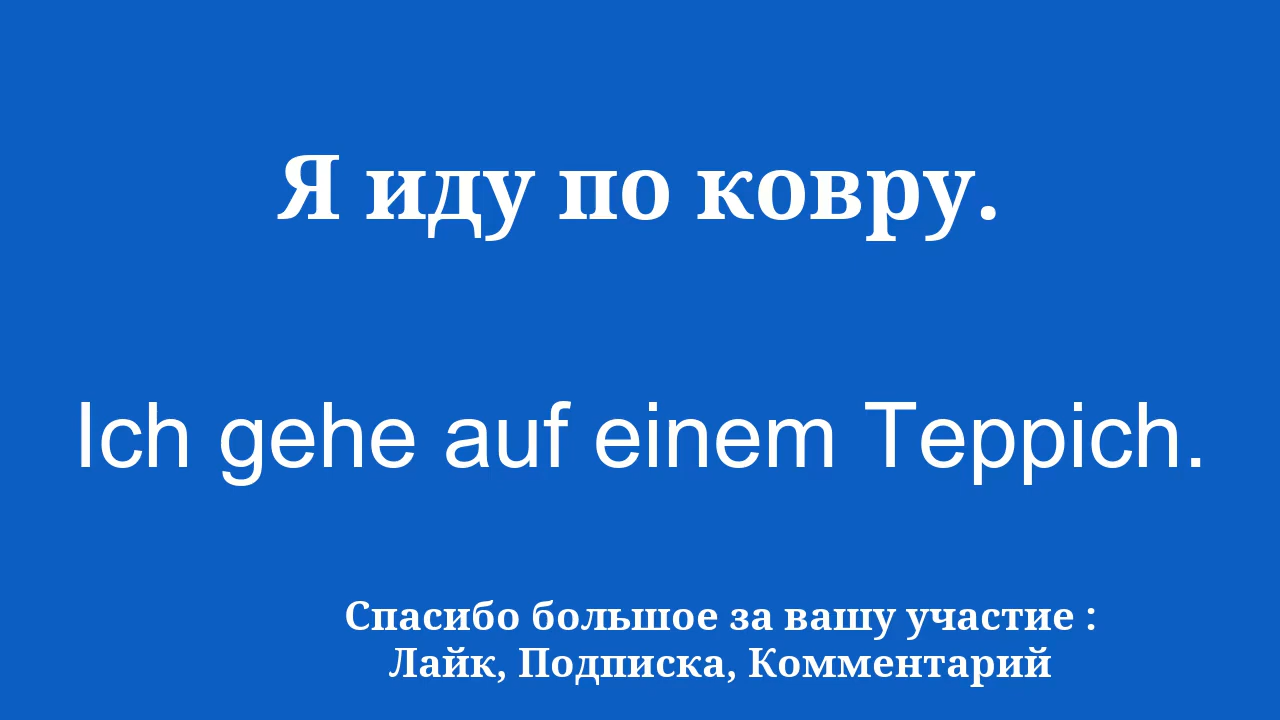 Я иду по ковру.
Ich gehe auf einem Teppich.
Спасибо большое за вашу участие :
Лайк, Подписка, Комментарий